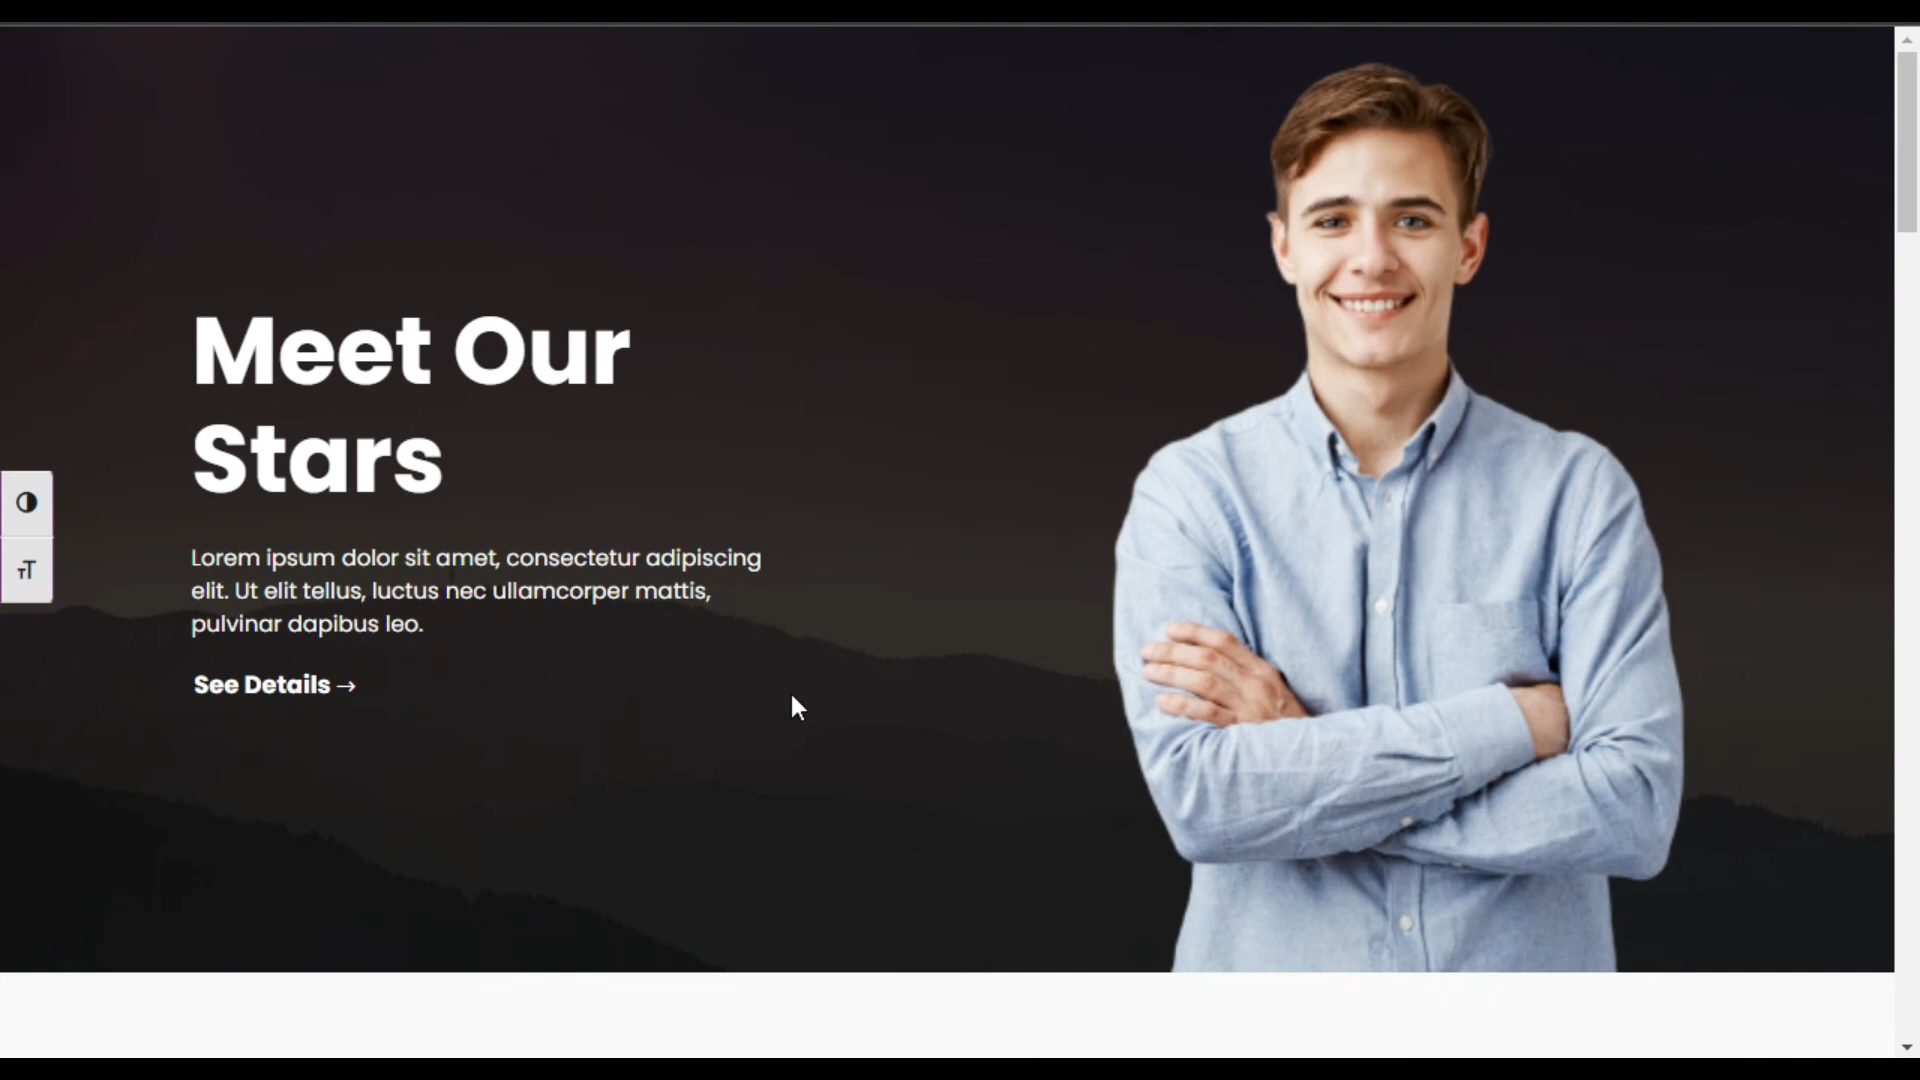 Meet Our
Stars
Lorem ipsum dolor sit amet, consectetur adipiscing
elit. Ut elit tellus, luctus nec ullamcorper mattis,
pulvinar dapibus leo.
See Details →
TT